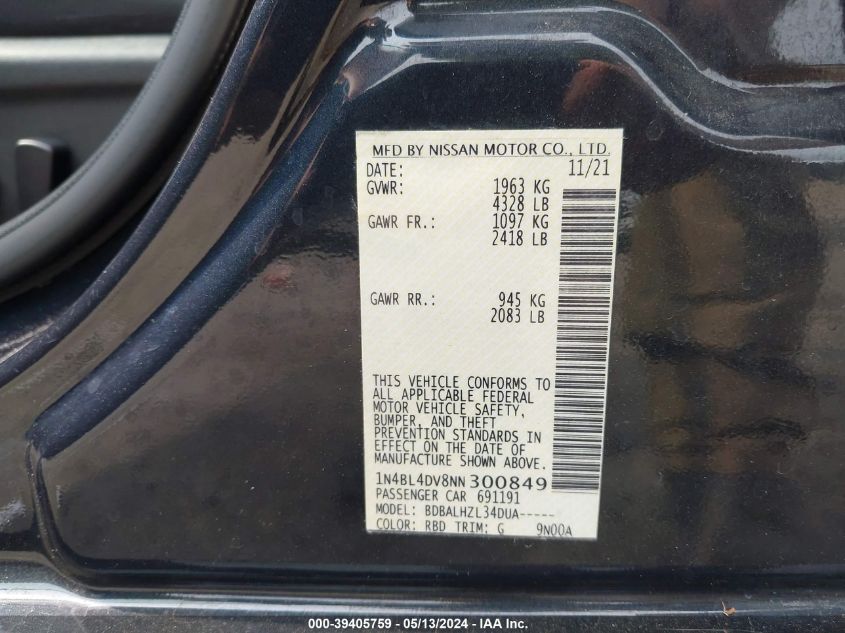 MFD BY NISSAN MOTOR CO., LTD.
DATE: 11/21
GVWR: 1963 KG
4328 LB
GAWR FR.: 1097 KG
2418 LB
GAWR RR.: 945 KG
2083 LB
THIS VEHICLE CONFORMS TO
ALL APPLICABLE FEDERAL
MOTOR VEHICLE SAFETY,
BUMPER, AND THEFT
PREVENTION STANDARDS IN
EFFECT ON THE DATE OF
MANUFACTURE SHOWN ABOVE.
1N4BL4DV8NN300849
PASSENGER CAR 691191
MODEL: BDBALHZL34DUA-----
COLOR: RBD TRIM: G 9N00A
000-39405759 - 05/13/2024 - IAAI.com